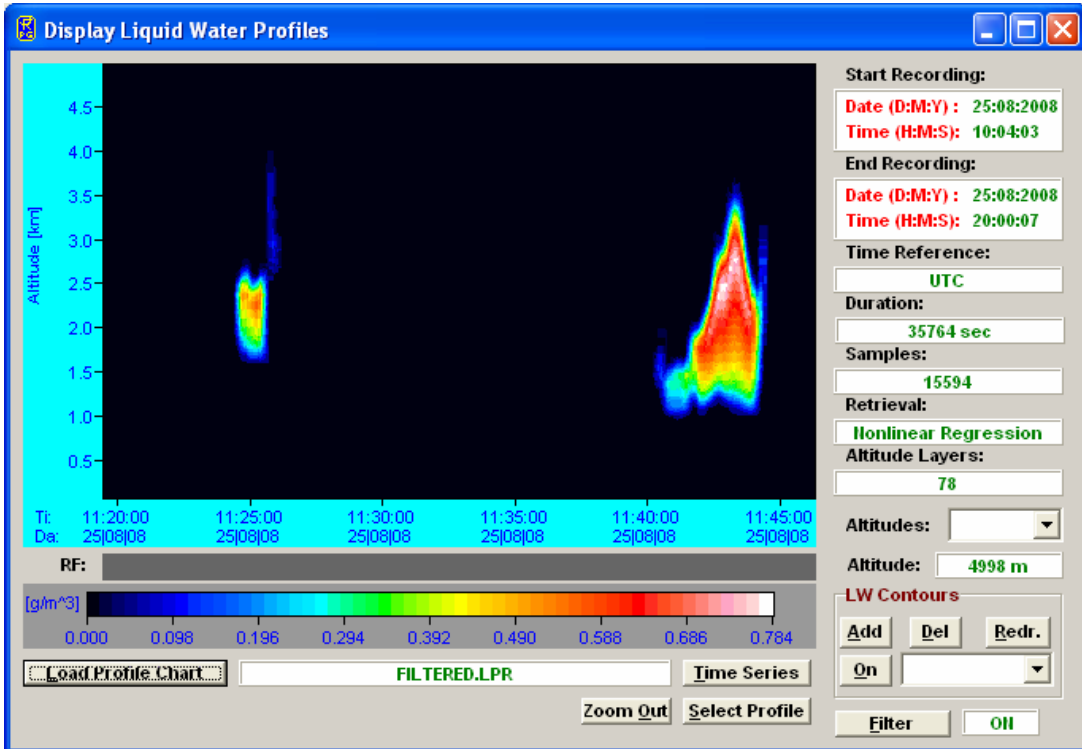 Display Liquid Water Profiles
4.5
4.0
3.5
3.0
2.5
2.0
1.5
1.0
0.5
Altitude [km]
Ti: 11:20:00 11:25:00 11:30:00 11:35:00 11:40:00 11:45:00
Da: 25|08|08 25|08|08 25|08|08 25|08|08 25|08|08 25|08|08
RF:
[g/m^3]
0.000 0.098 0.196 0.294 0.392 0.490 0.588 0.686 0.784
Load Profile Chart FILTERED.LPR Time Series
Zoom Out Select Profile
Start Recording:
Date (D:M:Y) : 25:08:2008
Time (H:M:S): 10:04:03
End Recording:
Date (D:M:Y) : 25:08:2008
Time (H:M:S): 20:00:07
Time Reference:
UTC
Duration:
35764 sec
Samples:
15594
Retrieval:
Nonlinear Regression
Altitude Layers:
78
Altitudes:
Altitude: 4998 m
LW Contours
Add Del Redr.
On
Filter ON